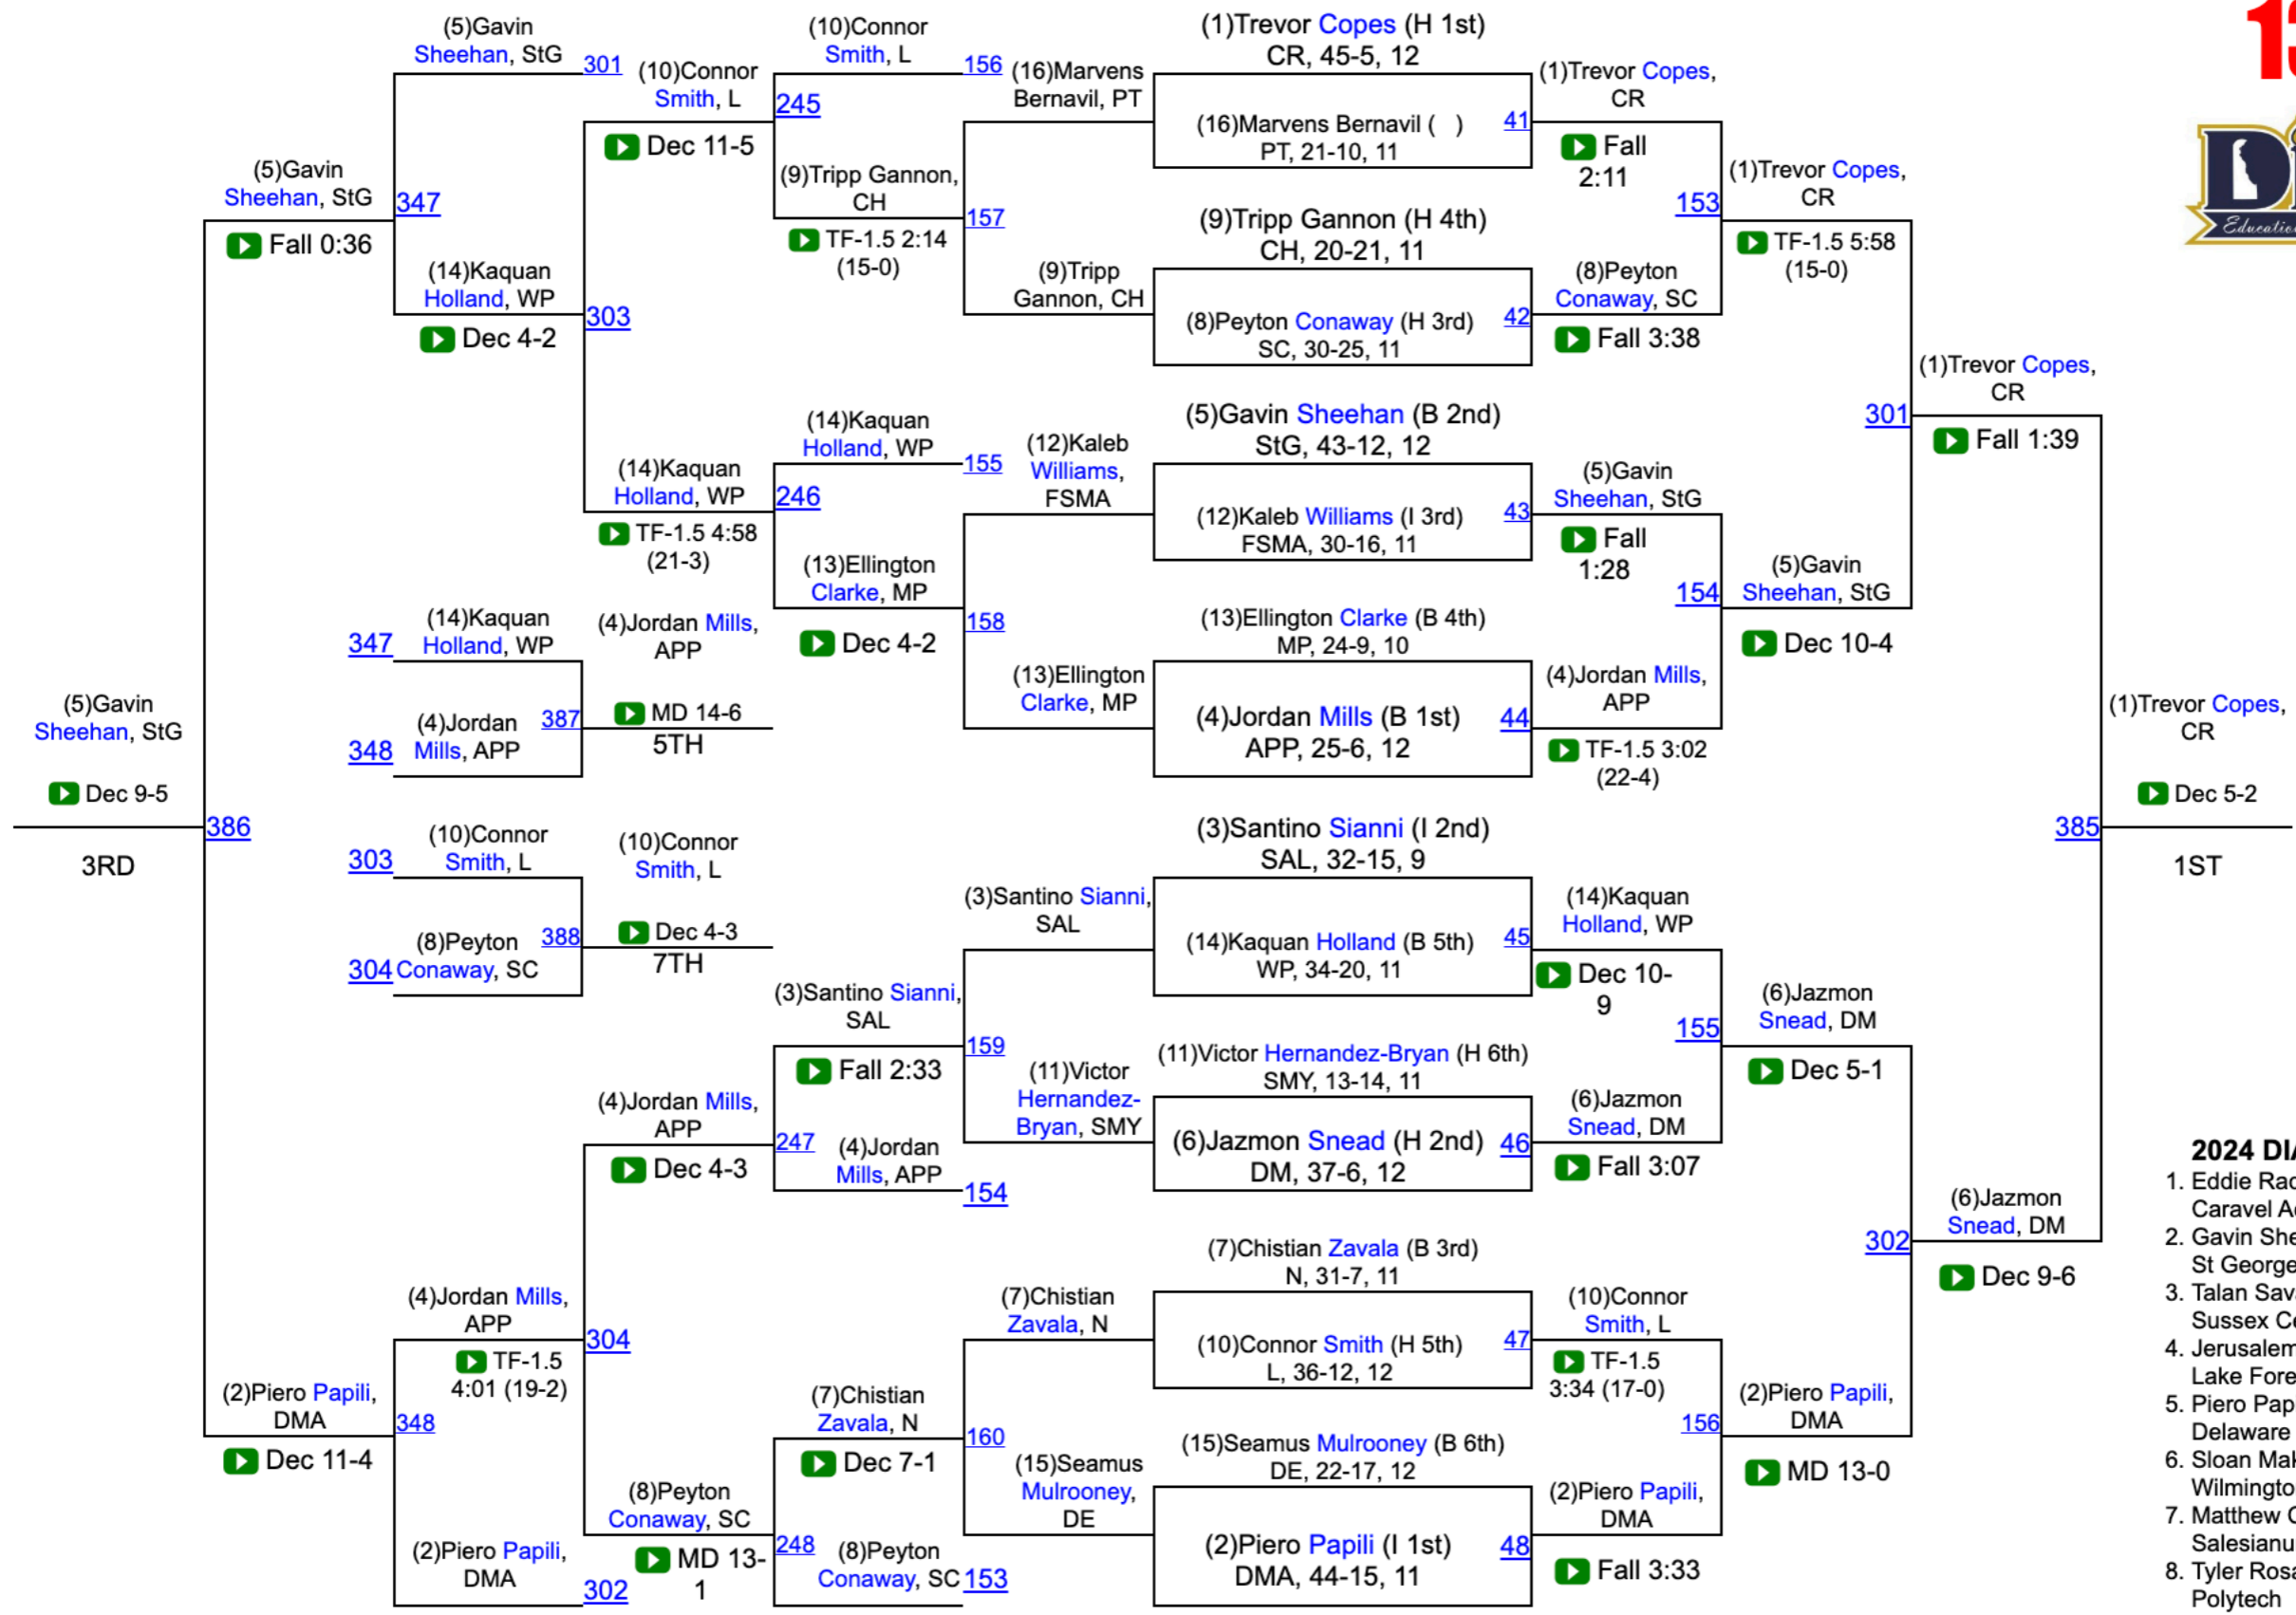 (5)Gavin
Sheehan, StG
301
(10)Connor
Smith, L
245
Dec 11-5
(10)Connor
Smith, L
156
(9)Tripp Gannon,
CH
157
TF-1.5 2:14
(15-0)
(16)Marvens
Bernavil, PT
(9)Tripp
Gannon, CH
(5)Gavin
Sheehan, StG
347
Fall 0:36
(14)Kaquan
Holland, WP
303
Dec 4-2
(14)Kaquan
Holland, WP
246
TF-1.5 4:58
(21-3)
(14)Kaquan
Holland, WP
155
(12)Kaleb
Williams,
FSMA
(13)Ellington
Clarke, MP
158
Dec 4-2
(13)Ellington
Clarke, MP
(1)Trevor Copes (H 1st)
CR, 45-5, 12
(16)Marvens Bernavil ( )
PT, 21-10, 11
41
(9)Tripp Gannon (H 4th)
CH, 20-21, 11
(8)Peyton Conaway (H 3rd)
SC, 30-25, 11
42
(5)Gavin Sheehan (B 2nd)
StG, 43-12, 12
(12)Kaleb Williams (I 3rd)
FSMA, 30-16, 11
43
(13)Ellington Clarke (B 4th)
MP, 24-9, 10
(4)Jordan Mills (B 1st)
APP, 25-6, 12
44
(1)Trevor Copes,
CR
Fall
2:11
153
(8)Peyton
Conaway, SC
Fall 3:38
(5)Gavin
Sheehan, StG
Fall
1:28
154
(4)Jordan Mills,
APP
TF-1.5 3:02
(22-4)
(1)Trevor Copes,
CR
TF-1.5 5:58
(15-0)
301
(5)Gavin
Sheehan, StG
Dec 10-4
(1)Trevor Copes,
CR
Fall 1:39
(14)Kaquan
Holland, WP
347
(4)Jordan
Mills, APP
348
387
(4)Jordan Mills,
APP
MD 14-6
5TH
(5)Gavin
Sheehan, StG
Dec 9-5
386
3RD
(10)Connor
Smith, L
303
(8)Peyton
Conaway, SC
304
388
(10)Connor
Smith, L
Dec 4-3
7TH
(1)Trevor Copes,
CR
Dec 5-2
385
1ST
(3)Santino Sianni (I 2nd)
SAL, 32-15, 9
(14)Kaquan Holland (B 5th)
WP, 34-20, 11
45
(11)Victor Hernandez-Bryan (H 6th)
SMY, 13-14, 11
(6)Jazmon Snead (H 2nd)
DM, 37-6, 12
46
(7)Chistian Zavala (B 3rd)
N, 31-7, 11
(10)Connor Smith (H 5th)
L, 36-12, 12
47
(15)Seamus Mulrooney (B 6th)
DE, 22-17, 12
(2)Piero Papili (I 1st)
DMA, 44-15, 11
48
(3)Santino Sianni,
SAL
(3)Santino Sianni,
SAL
159
Fall 2:33
(11)Victor
Hernandez-
Bryan, SMY
(4)Jordan Mills,
APP
247
Dec 4-3
(4)Jordan
Mills, APP
154
(4)Jordan Mills,
APP
304
TF-1.5
4:01 (19-2)
(7)Chistian
Zavala, N
(7)Chistian
Zavala, N
160
Dec 7-1
(15)Seamus
Mulrooney,
DE
(2)Piero Papili,
DMA
348
Dec 11-4
(8)Peyton
Conaway, SC
248
MD 13-
1
(8)Peyton
Conaway, SC
153
(2)Piero Papili,
DMA
302
(14)Kaquan
Holland, WP
Dec 10-
9
155
(6)Jazmon
Snead, DM
Fall 3:07
(6)Jazmon
Snead, DM
Dec 5-1
(10)Connor
Smith, L
TF-1.5
3:34 (17-0)
156
(2)Piero Papili,
DMA
Fall 3:33
(2)Piero Papili,
DMA
MD 13-0
302
(6)Jazmon
Snead, DM
Dec 9-6
2024
1. Eddie
Caravel
2. Gavin
St George
3. Talan
Sussex
4. Jerusalem
Lake
5. Piero
Delaware
6. Sloan
7. Matthew
8. Tyler
Polytech